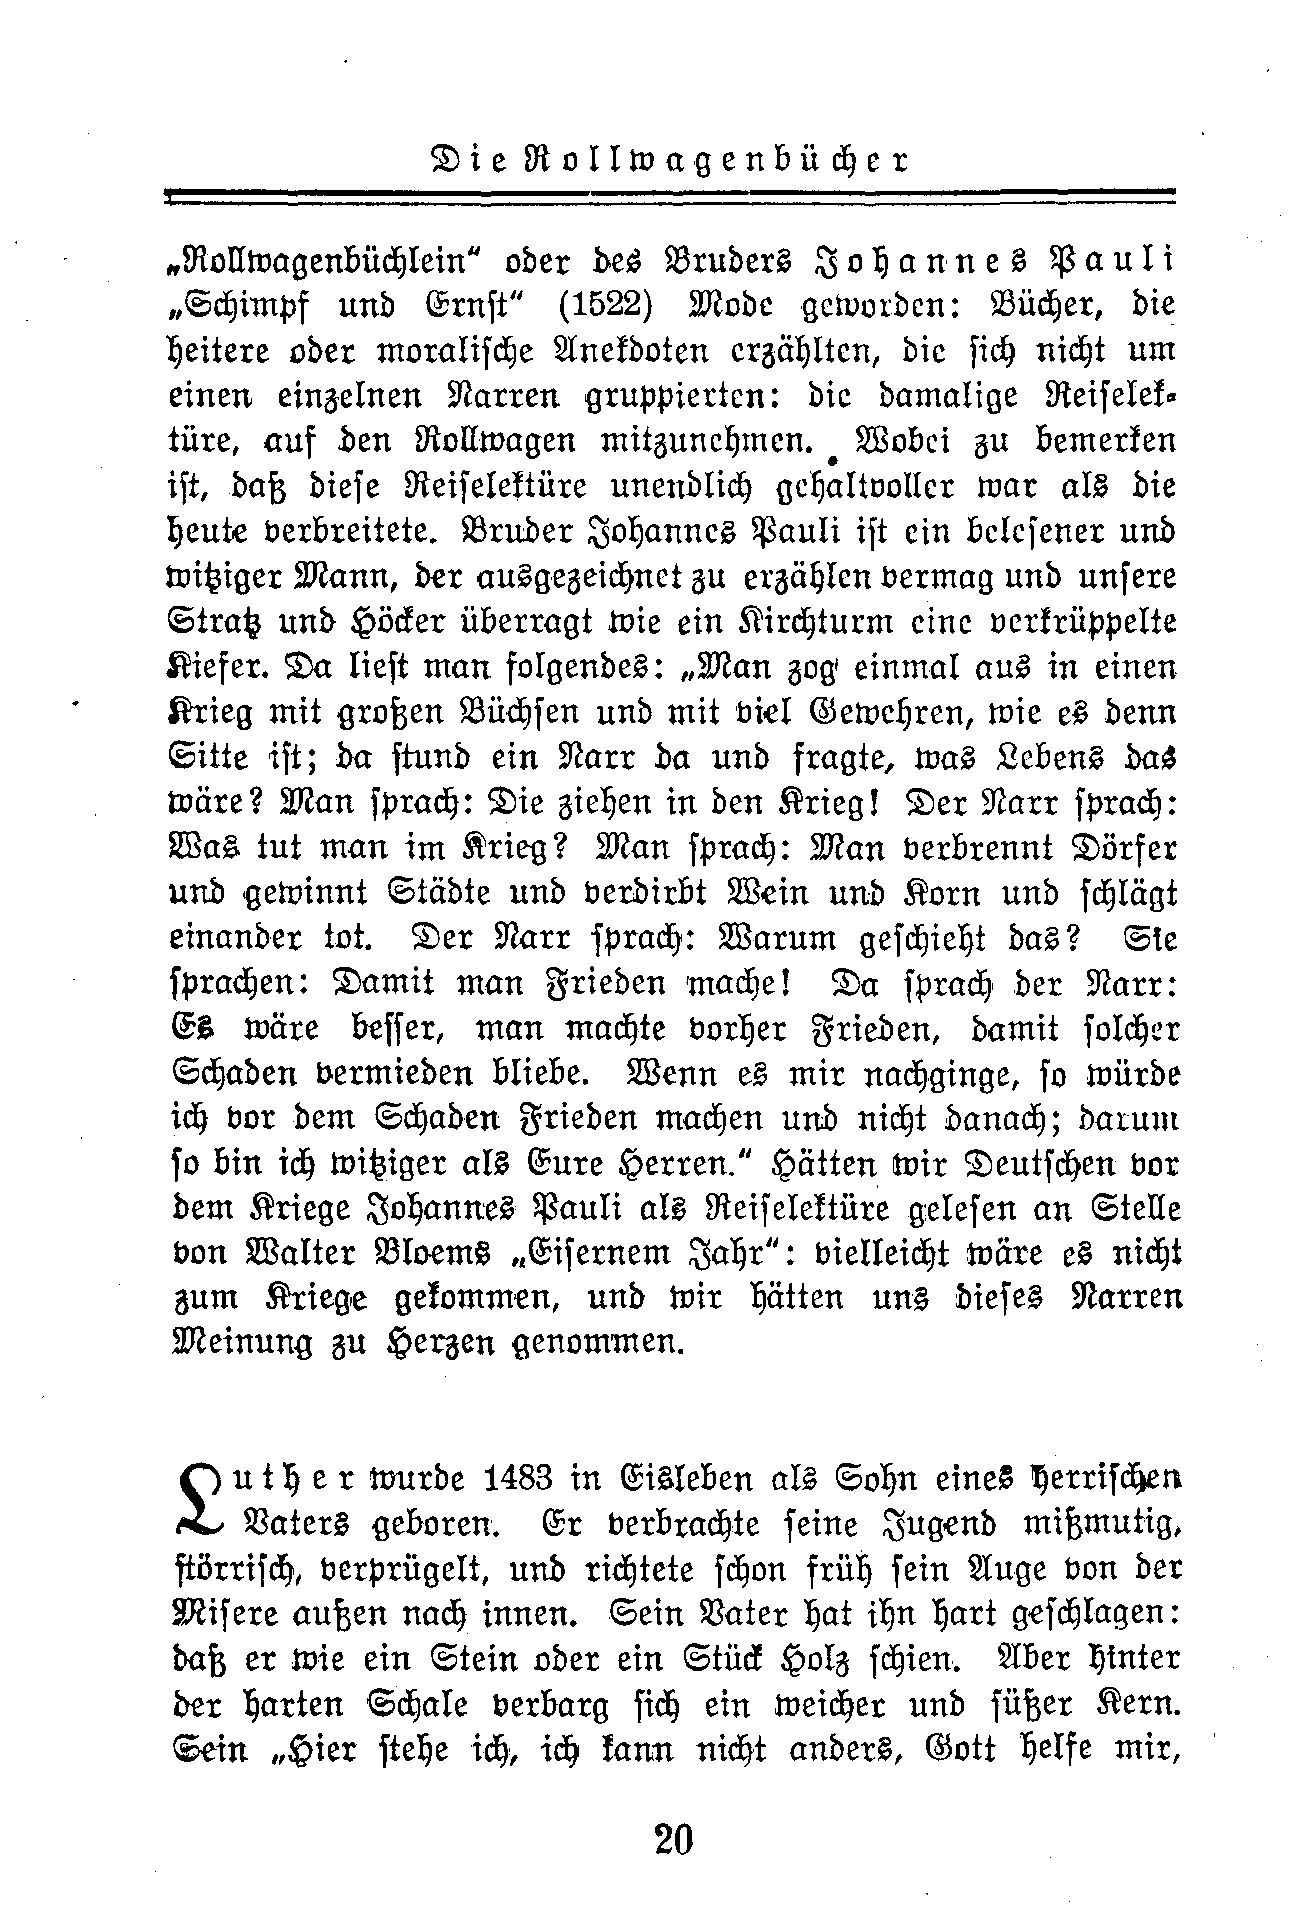 Die Rollwagenbücher
„Rollwagenbüchlein“ oder des Bruders Johannes Pauli
„Schimpf und Ernst“ (1522) Mode geworden: Bücher, die
heitere oder moralische Anekdoten erzählten, die sich nicht um
einen einzelnen Narren gruppierten: die damalige Reiselek-
türe, auf den Rollwagen mitzunehmen. Wobei zu bemerken
ist, daß diese Reiselektüre unendlich gehaltvoller war als die
heute verbreitete. Bruder Johannes Pauli ist ein belesener und
witziger Mann, der ausgezeichnet zu erzählen vermag und unsere
Stratz und Höcker überragt wie ein Kirchturm eine verkrüppelte
Kiefer. Da liest man folgendes: „Man zog einmal aus in einen
Krieg mit großen Büchsen und mit viel Gewehren, wie es denn
Sitte ist; da stund ein Narr da und fragte, was Lebens das
wäre? Man sprach: Die ziehen in den Krieg! Der Narr sprach:
Was tut man im Krieg? Man sprach: Man verbrennt Dörfer
und gewinnt Städte und verdirbt Wein und Korn und schlägt
einander tot. Der Narr sprach: Warum geschieht das? Sie
sprachen: Damit man Frieden mache! Da sprach der Narr:
Es wäre besser, man machte vorher Frieden, damit solcher
Schaden vermieden bliebe. Wenn es mir nachginge, so würde
ich vor dem Schaden Frieden machen und nicht danach; darum
so bin ich witziger als Eure Herren.“ Hätten wir Deutschen vor
dem Kriege Johannes Pauli als Reiselektüre gelesen an Stelle
von Walter Bloems „Eisernem Jahr“: vielleicht wäre es nicht
zum Kriege gekommen, und wir hätten uns dieses Narren
Meinung zu Herzen genommen.
Luther wurde 1483 in Eisleben als Sohn eines herrischen
Vaters geboren. Er verbrachte seine Jugend mißmutig,
störrisch, verprügelt, und richtete schon früh sein Auge von der
Misere außen nach innen. Sein Vater hat ihn hart geschlagen:
daß er wie ein Stein oder ein Stück Holz schien. Aber hinter
der harten Schale verbarg sich ein weicher und süßer Kern.
Sein „Hier stehe ich, ich kann nicht anders, Gott helfe mir,
20